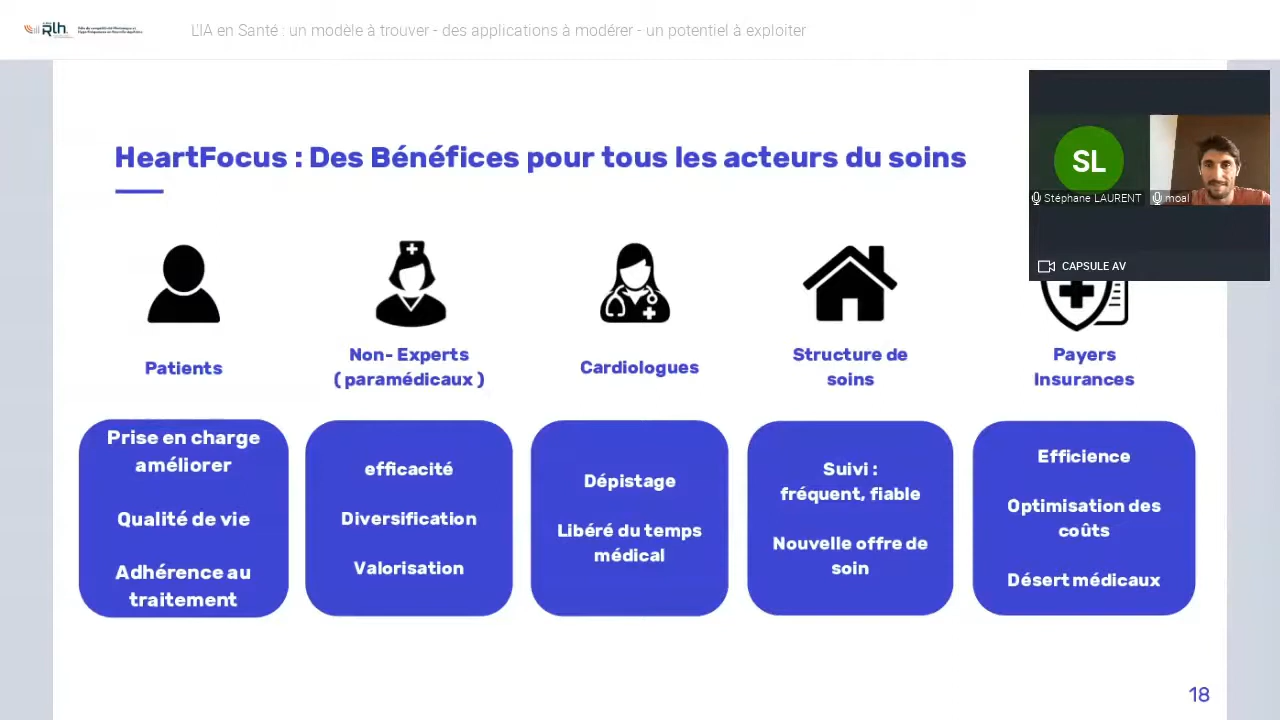 Rlh
L'IA en Santé : un modèle à trouver - des applications à modérer - un potentiel à exploiter
HeartFocus : Des Bénéfices pour tous les acteurs du soins
SL
Stéphane LAURENT
moal
CAPSULE AV
Patients
Non- Experts
( paramédicaux )
Cardiologues
Structure de
soins
Payers
Insurances
Prise en charge
améliorer
Qualité de vie
Adhérence au
traitement
efficacité
Diversification
Valorisation
Dépistage
Libéré du temps
médical
Suivi :
fréquent, fiable
Nouvelle offre de
soin
Efficience
Optimisation des
coûts
Désert médicaux
18